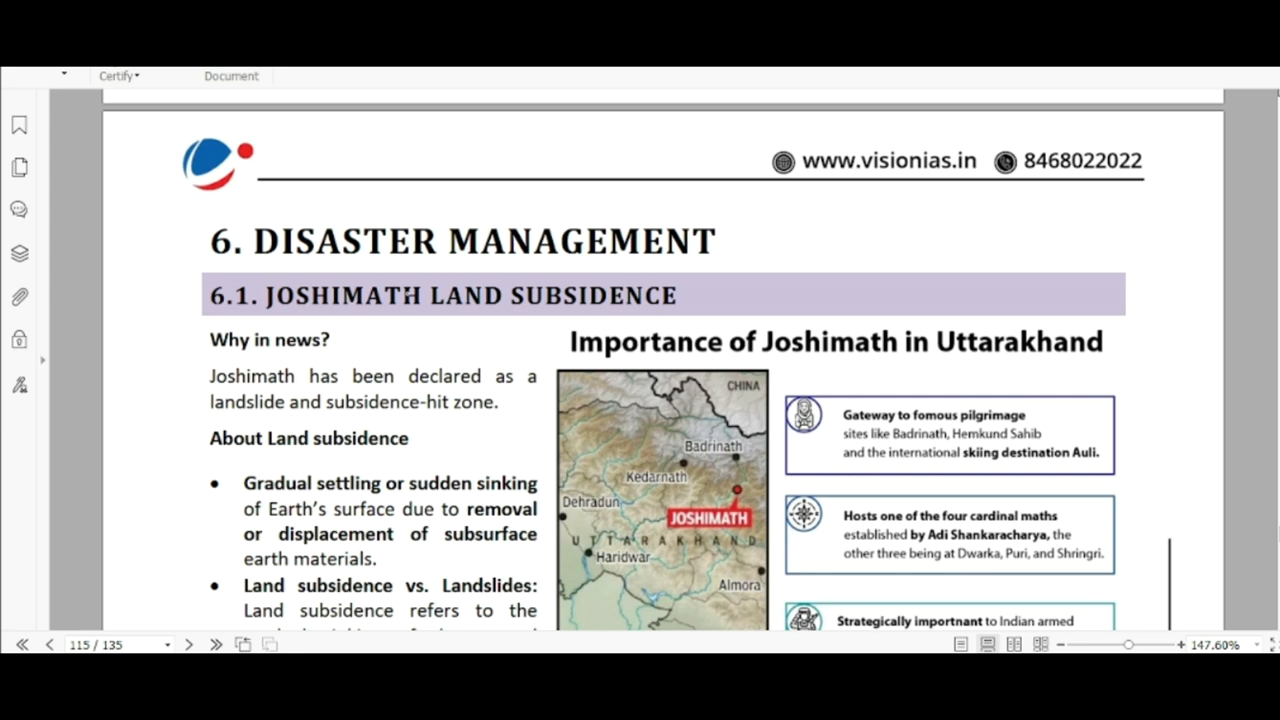 Certify
Document
www.visionias.in 8468022022
6. DISASTER MANAGEMENT
6.1. JOSHIMATH LAND SUBSIDENCE
Why in news?
Joshimath has been declared as a
landslide and subsidence-hit zone.
About Land subsidence
• Gradual settling or sudden sinking
of Earth's surface due to removal
or displacement of subsurface
earth materials.
• Land subsidence vs. Landslides:
Land subsidence refers to the
Importance of Joshimath in Uttarakhand
CHINA
Badrinath
Kedarnath
Dehradun
JOSHIMATH
UTTARAKHAND
Haridwar
Almora
Gateway to fomous pilgrimage
sites like Badrinath, Hemkund Sahib
and the international skiing destination Auli.
Hosts one of the four cardinal maths
established by Adi Shankaracharya, the
other three being at Dwarka, Puri, and Shringri.
Strategically importnant to Indian armed
115 / 135
147.60%